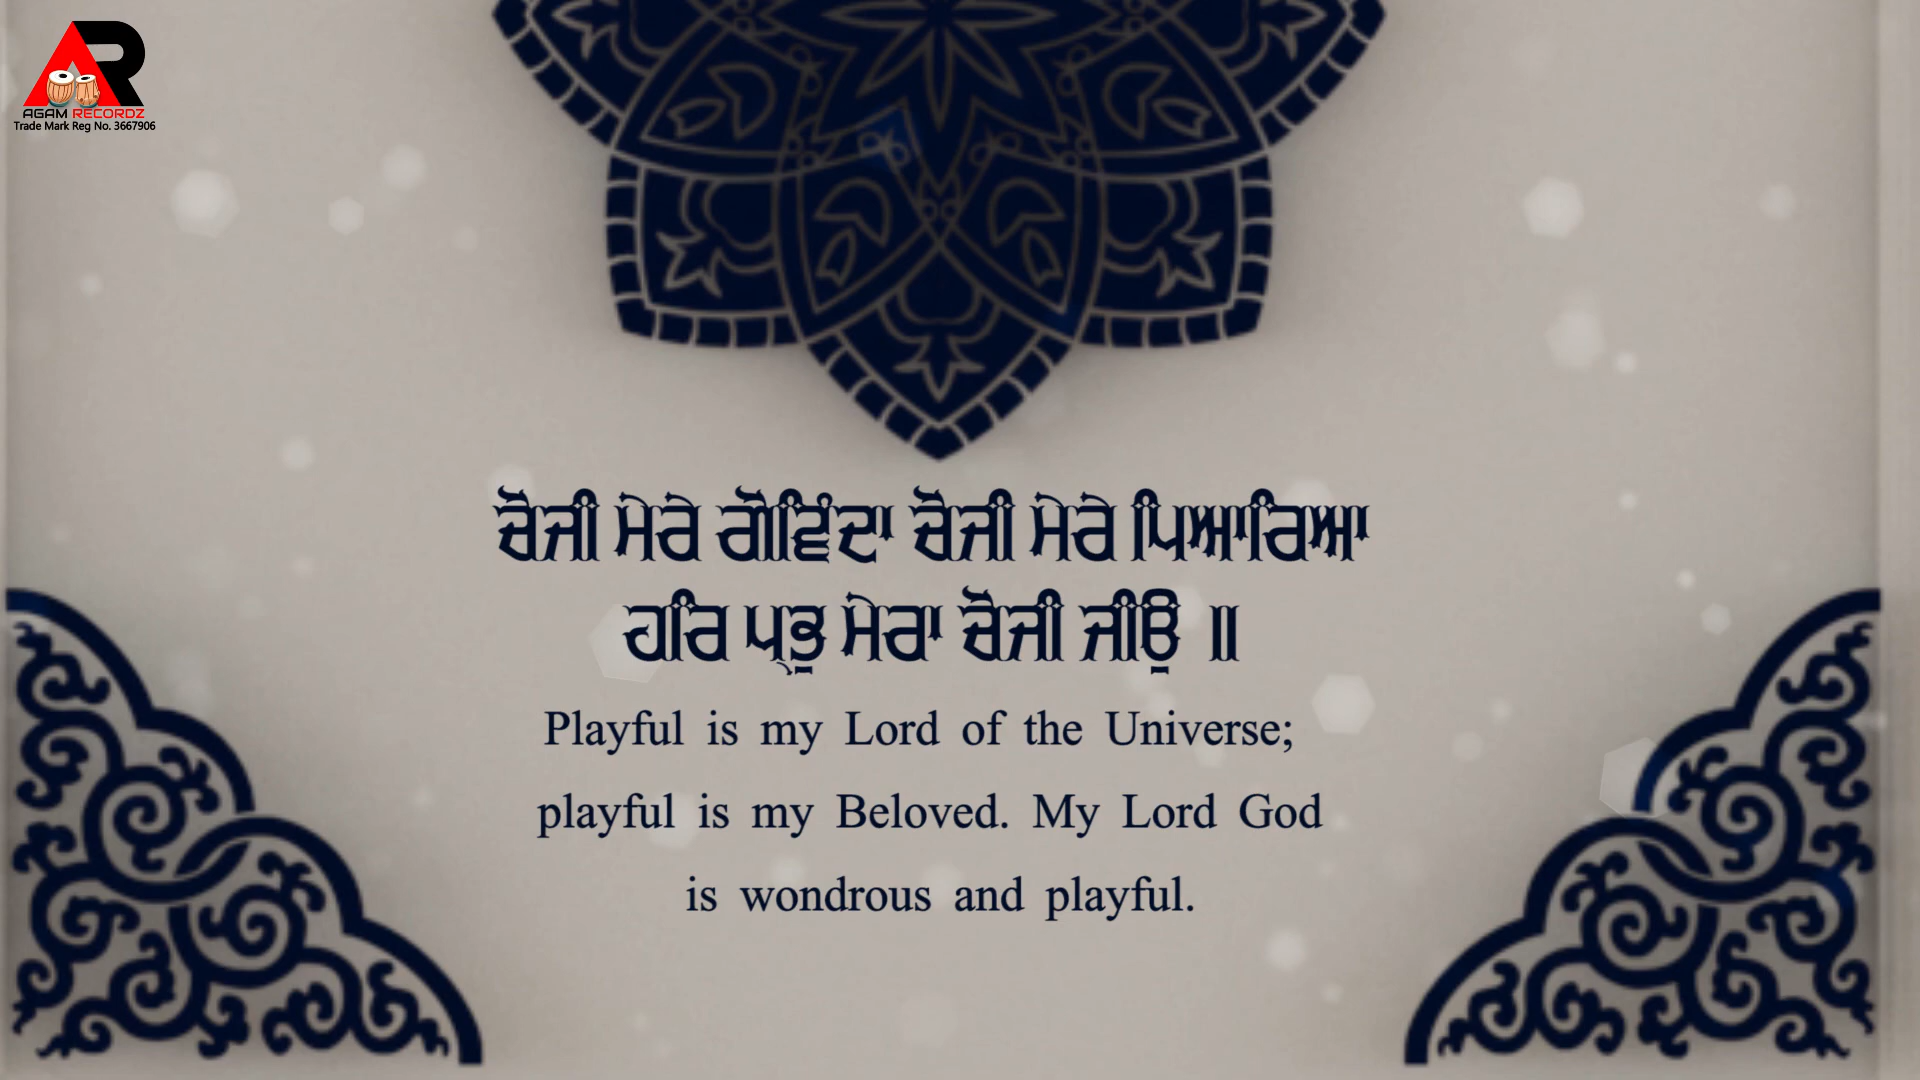 AR
AGAM RECORDZ
Trade Mark Reg No. 3667906
ਚੋਜੀ ਮੇਰੇ ਗੋਵਿੰਦਾ ਚੋਜੀ ਮੇਰੇ ਪਿਆਰਿਆ
ਹਰਿ ਪ੍ਰਭੁ ਮੇਰਾ ਚੋਜੀ ਜੀਉ ॥
Playful is my Lord of the Universe;
playful is my Beloved. My Lord God
is wondrous and playful.